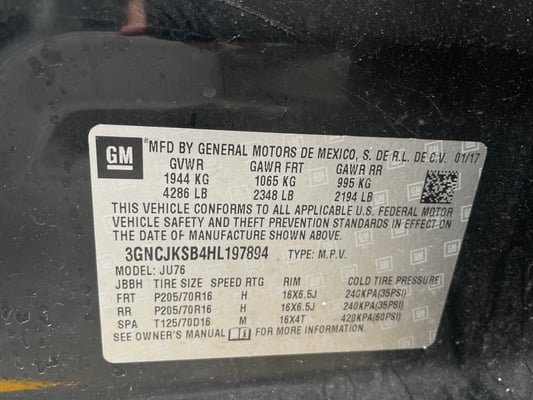 GM ®MFD BY GENERAL MOTORS DE MEXICO, S. DE R.L. DE C.V. 01/17
GVWR GAWR FRT GAWR RR
1944 KG 1065 KG 995 KG
4286 LB 2348 LB 2194 LB
THIS VEHICLE CONFORMS TO ALL APPLICABLE U.S. FEDERAL MOTOR
VEHICLE SAFETY AND THEFT PREVENTION STANDARDS IN EFFECT ON
THE DATE OF MANUFACTURE SHOWN ABOVE.
3GNCJKSB4HL197894 TYPE: M.P.V.
MODEL: JU76
JBBH TIRE SIZE SPEED RTG RIM COLD TIRE PRESSURE
FRT P205/70R16 H 16X6.5J 240KPA(35PSI)
RR P205/70R16 H 16X6.5J 240KPA(35PSI)
SPA T125/70D16 M 16X4T 420KPA(60PSI)
SEE OWNER'S MANUAL FOR MORE INFORMATION.